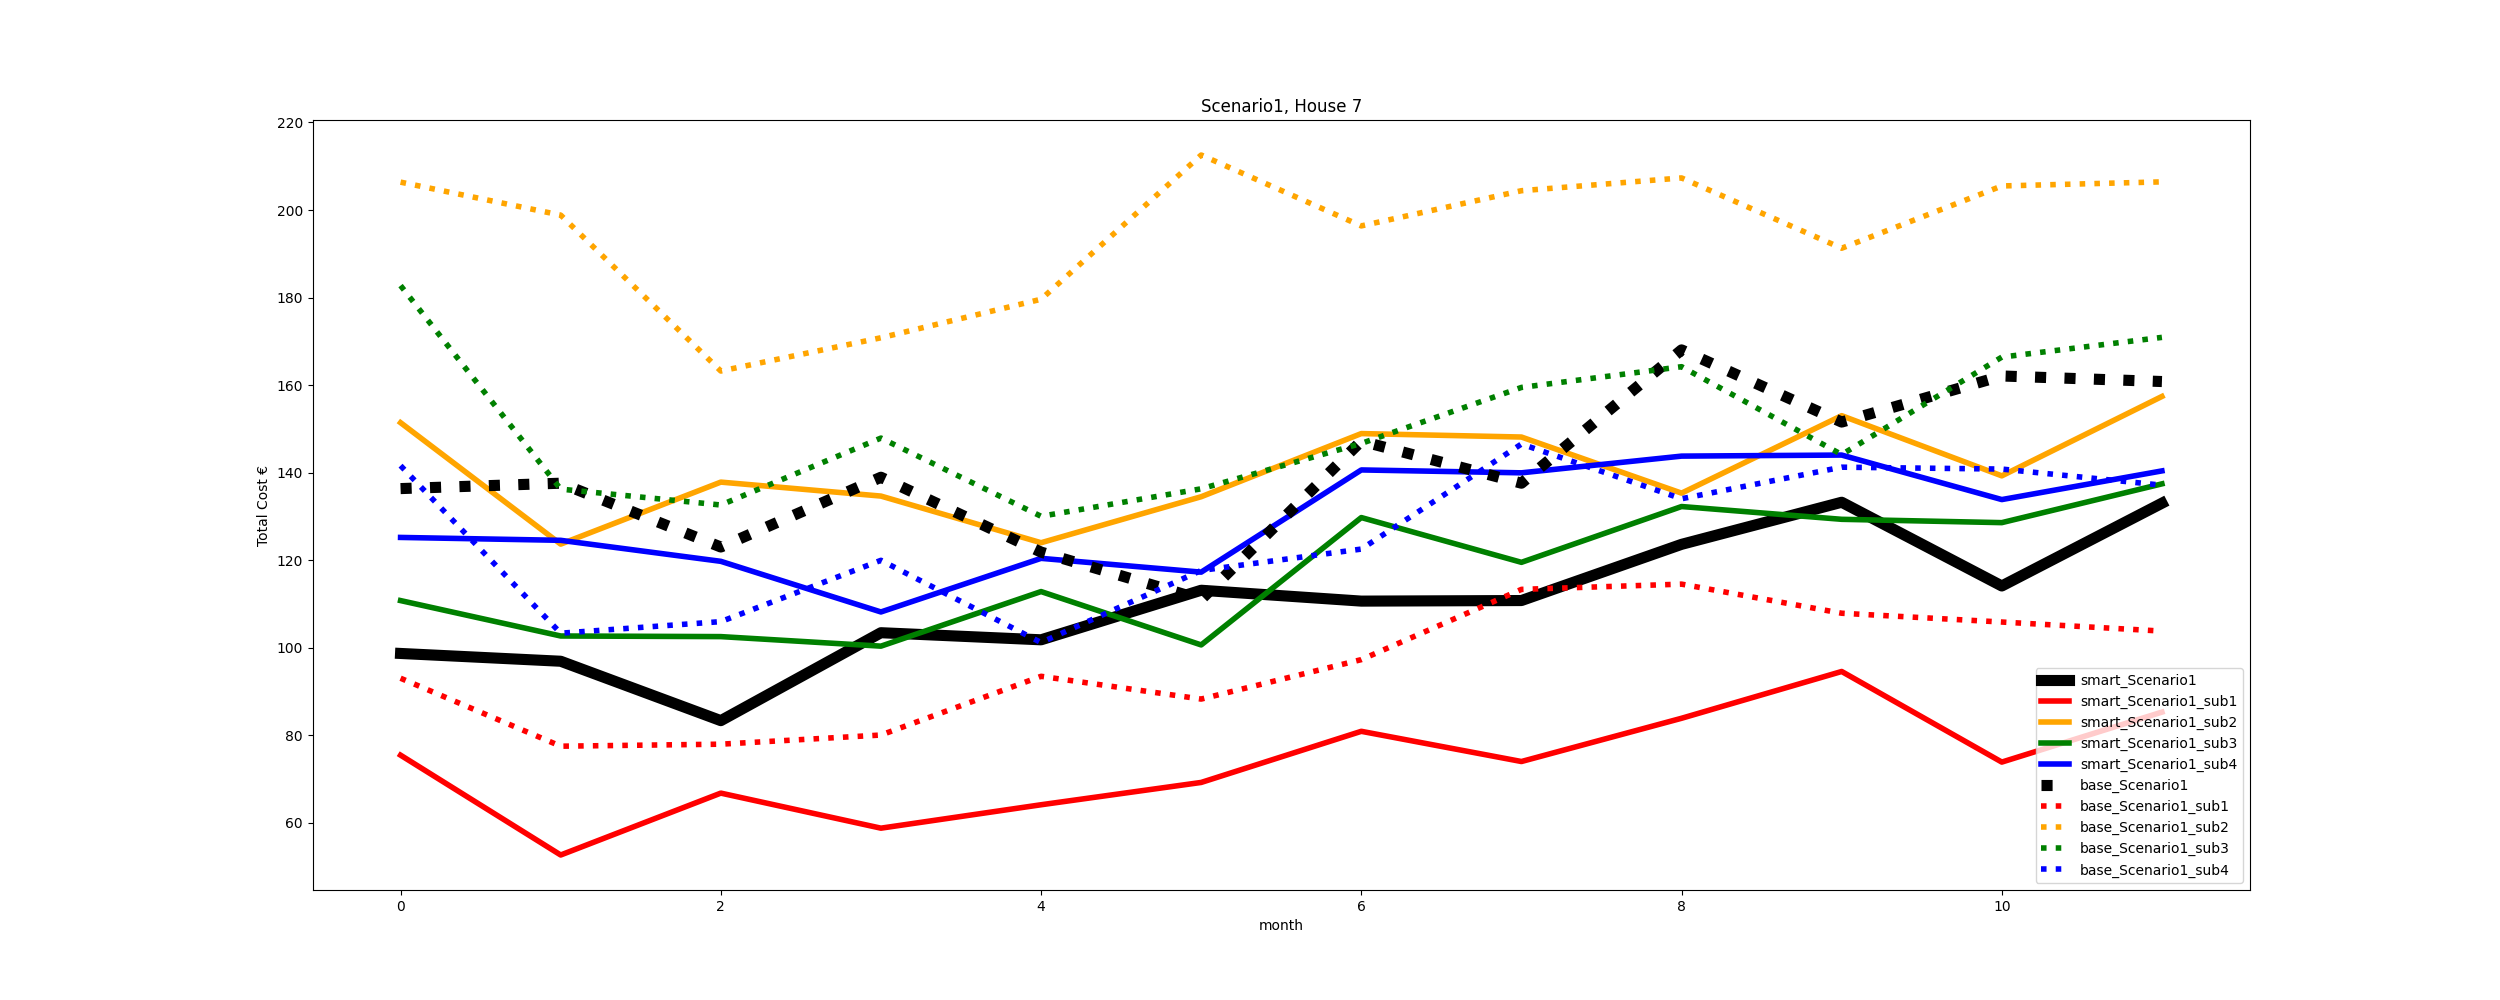 Scenario1, House 7
220
200
180
160
140
120
100
80
60
Total Cost €
0 2 4 6 8 10
month
smart_Scenario1
smart_Scenario1_sub1
smart_Scenario1_sub2
smart_Scenario1_sub3
smart_Scenario1_sub4
base_Scenario1
base_Scenario1_sub1
base_Scenario1_sub2
base_Scenario1_sub3
base_Scenario1_sub4